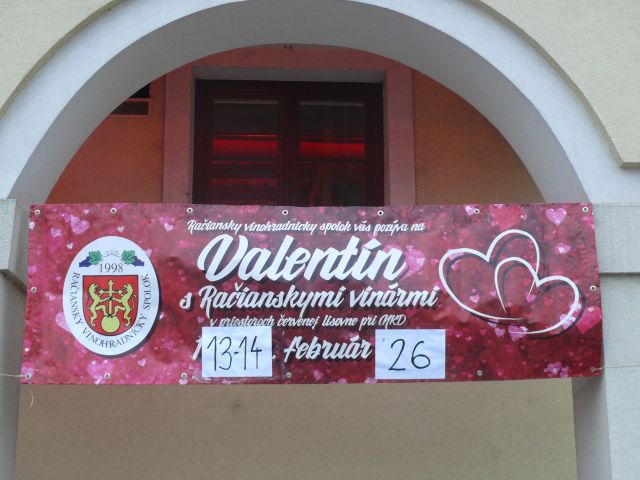 Račiansky vinohradnícky spolok vás pozýva na
Valentín
s Račianskymi vinármi
v priestoroch červenej lisovne pri NKD
13-14 február 26
1998
RAČIANSKY VINOHRADNÍCKY SPOLOK